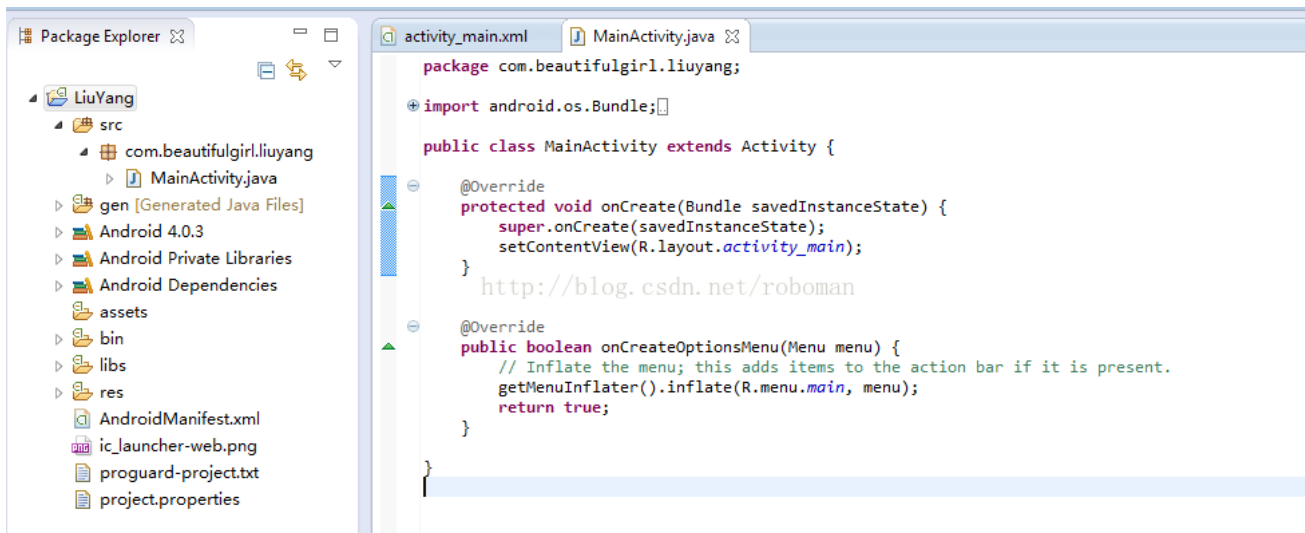 Package Explorer
LiuYang
src
com.beautifulgirl.liuyang
MainActivity.java
gen [Generated Java Files]
Android 4.0.3
Android Private Libraries
Android Dependencies
assets
bin
libs
res
AndroidManifest.xml
ic_launcher-web.png
proguard-project.txt
project.properties
activity_main.xml
MainActivity.java
package com.beautifulgirl.liuyang;
import android.os.Bundle;
public class MainActivity extends Activity {
@Override
protected void onCreate(Bundle savedInstanceState) {
super.onCreate(savedInstanceState);
setContentView(R.layout.activity_main);
}
http://blog.csdn.net/roboman
@Override
public boolean onCreateOptionsMenu(Menu menu) {
// Inflate the menu; this adds items to the action bar if it is present.
getMenuInflater().inflate(R.menu.main, menu);
return true;
}
}